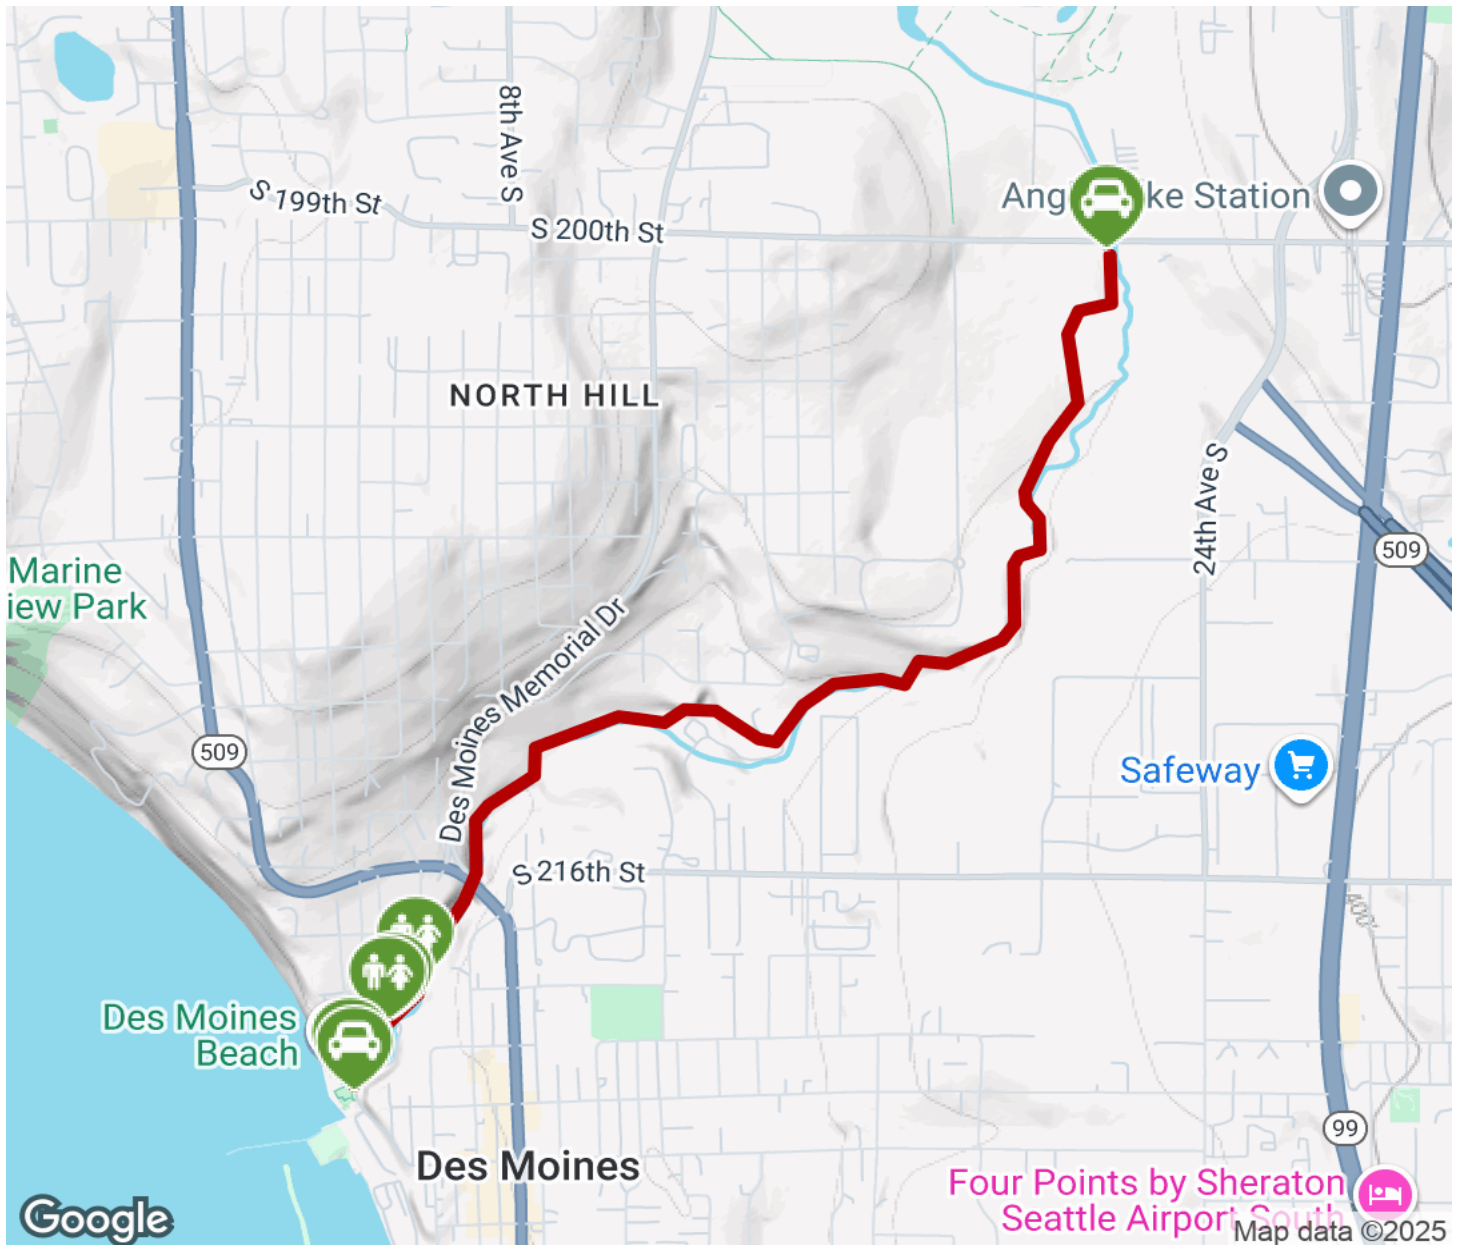 8th Ave S
S 199th St
S 200th St
Ang
ke Station
NORTH HILL
24th Ave S
509
Marine
iew Park
Des Moines Memorial Dr
509
Safeway
S 216th St
400'
Des Moines
Beach
99
Des Moines
Four Points by Sheraton
Seattle Airport South
Google
Map data ©2025